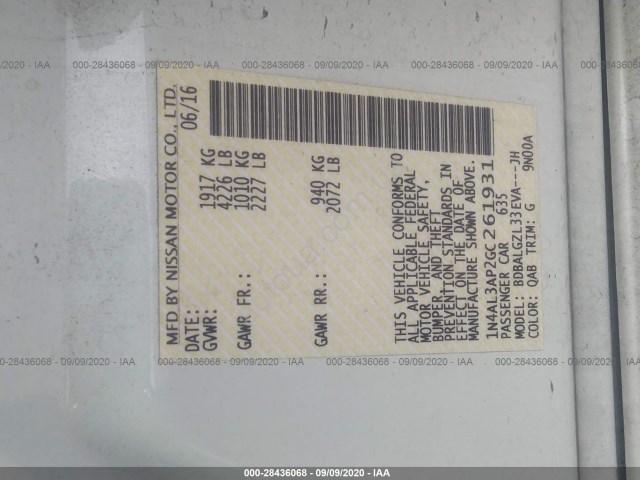 MFD BY NISSAN MOTOR CO., LTD.
DATE: 06/16
GVWR: 1917 KG
4226 LB
GAWR FR.: 1010 KG
2227 LB
GAWR RR.: 940 KG
2072 LB
THIS VEHICLE CONFORMS TO
ALL APPLICABLE FEDERAL
MOTOR VEHICLE SAFETY,
BUMPER, AND THEFT
PREVENTION STANDARDS IN
EFFECT ON THE DATE OF
MANUFACTURE SHOWN ABOVE.
1N4AL3AP2GC261931
PASSENGER CAR 635
MODEL: BDBALGZL33EVA---JH
COLOR: QAB TRIM: G 9N00A
000-28436068 - 09/09/2020 - IAA